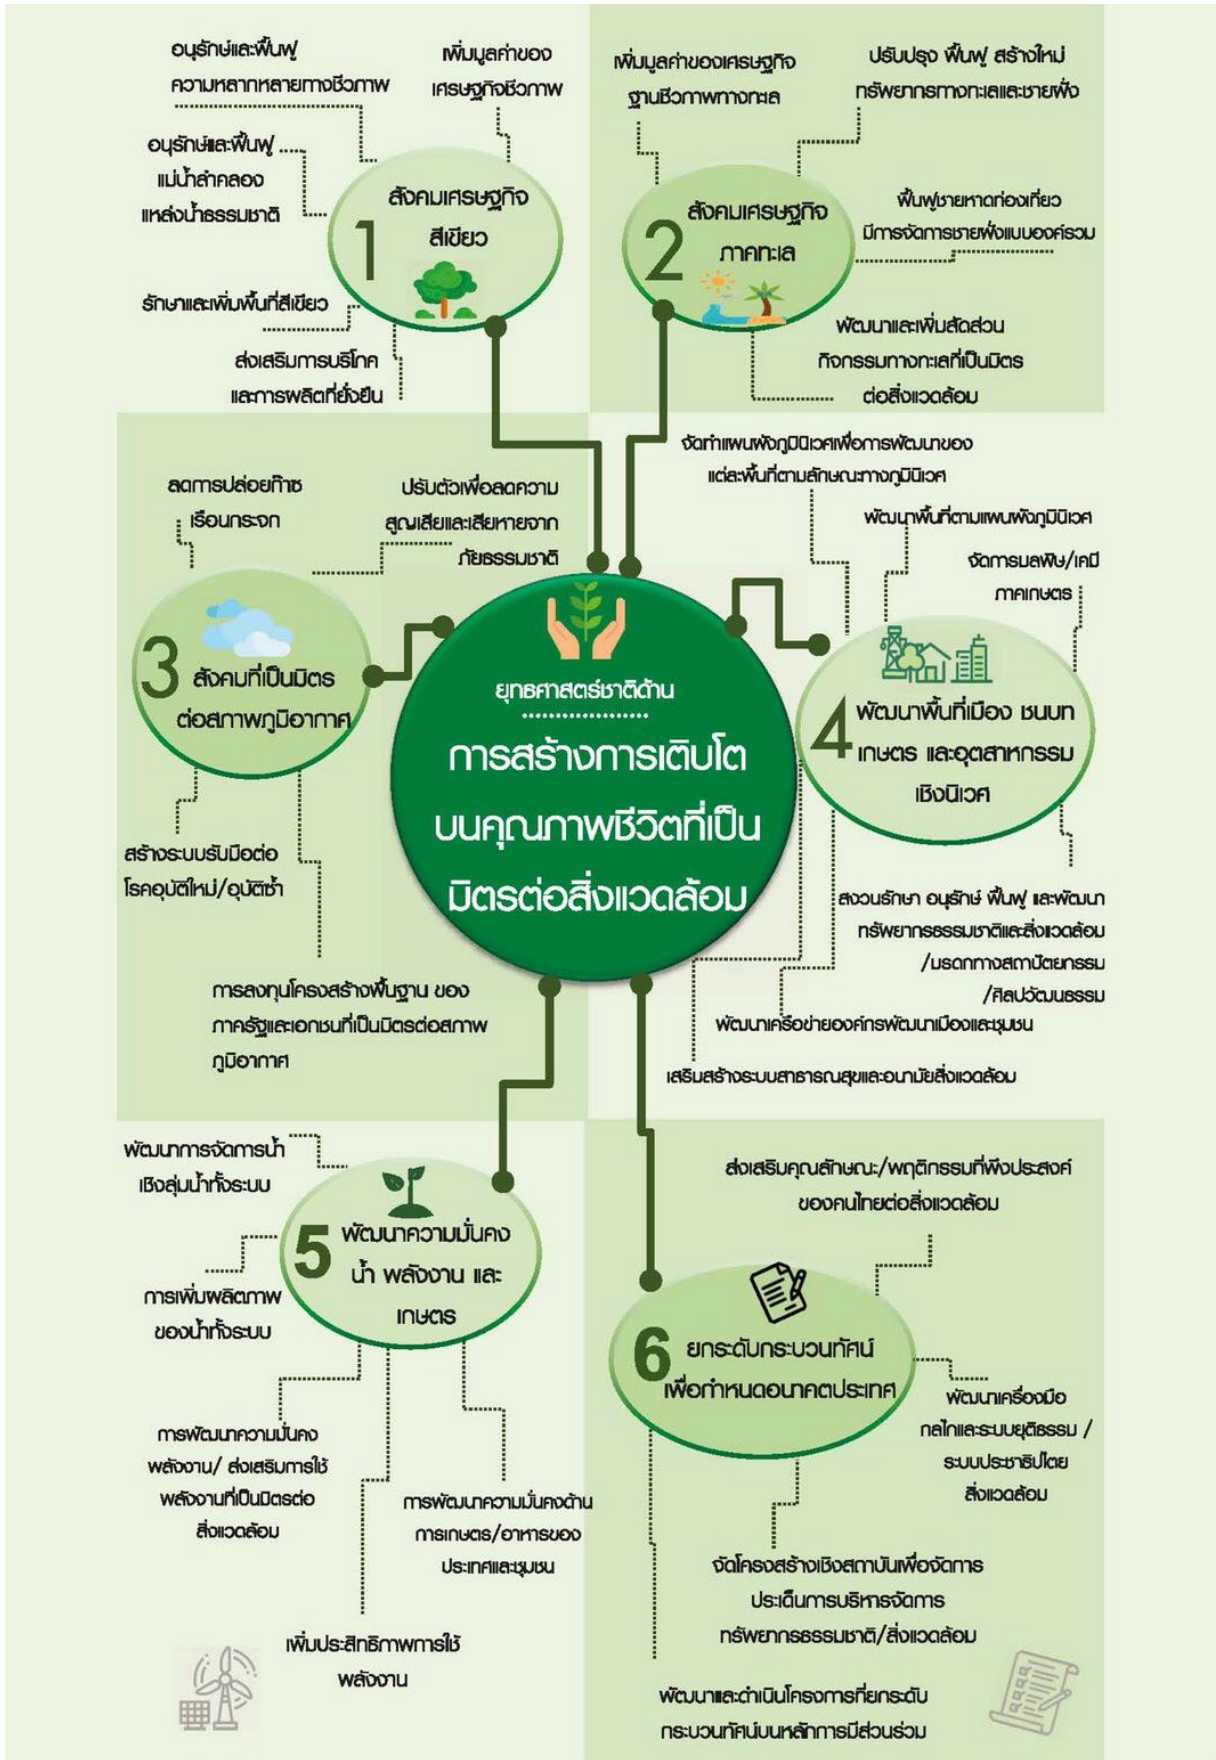 อนุรักษ์และฟื้นฟู
ความหลากหลายทางชีวภาพ
เพิ่มมูลค่าของ
เศรษฐกิจชีวภาพ
อนุรักษ์และฟื้นฟู
แม่น้ำลำคลอง
แหล่งน้ำธรรมชาติ
1
สังคมเศรษฐกิจ
สีเขียว
รักษาและเพิ่มพื้นที่สีเขียว
ส่งเสริมการบริโภค
และการผลิตที่ยั่งยืน
เพิ่มมูลค่าของเศรษฐกิจ
ฐานชีวภาพทางทะเล
ปรับปรุง ฟื้นฟู สร้างใหม่
ทรัพยากรทางทะเลและชายฝั่ง
2
สังคมเศรษฐกิจ
ภาคทะเล
ฟื้นฟูชายหาดท่องเที่ยว
มีการจัดการชายฝั่งแบบองค์รวม
พัฒนาและเพิ่มสัดส่วน
กิจกรรมทางทะเลที่เป็นมิตร
ต่อสิ่งแวดล้อม
ลดการปล่อยก๊าซ
เรือนกระจก
ปรับตัวเพื่อลดความ
สูญเสียและเสียหายจาก
ภัยธรรมชาติ
3
สังคมที่เป็นมิตร
ต่อสภาพภูมิอากาศ
สร้างระบบรับมือต่อ
โรคอุบัติใหม่/อุบัติซ้ำ
การลงทุนโครงสร้างพื้นฐาน ของ
ภาครัฐและเอกชนที่เป็นมิตรต่อสภาพ
ภูมิอากาศ
ยุทธศาสตร์ชาติด้าน
การสร้างการเติบโต
บนคุณภาพชีวิตที่เป็น
มิตรต่อสิ่งแวดล้อม
จัดทำแผนผังภูมินิเวศเพื่อการพัฒนาของ
แต่ละพื้นที่ตามลักษณะทางภูมินิเวศ
พัฒนาพื้นที่ตามแผนผังภูมินิเวศ
จัดการมลพิษ/เคมี
ภาคเกษตร
4
พัฒนาพื้นที่เมือง ชนบท
เกษตร และอุตสาหกรรม
เชิงนิเวศ
สงวนรักษา อนุรักษ์ ฟื้นฟู และพัฒนา
ทรัพยากรธรรมชาติและสิ่งแวดล้อม
/มรดกทางสถาปัตยกรรม
/ศิลปวัฒนธรรม
พัฒนาเครือข่ายองค์กรพัฒนาเมืองและชุมชน
เสริมสร้างระบบสาธารณสุขและอนามัยสิ่งแวดล้อม
พัฒนาการจัดการน้ำ
เชิงลุ่มน้ำทั้งระบบ
5
พัฒนาความมั่นคง
น้ำ พลังงาน และ
เกษตร
การเพิ่มผลิตภาพ
ของน้ำทั้งระบบ
การพัฒนาความมั่นคง
พลังงาน/ ส่งเสริมการใช้
พลังงานที่เป็นมิตรต่อ
สิ่งแวดล้อม
การพัฒนาความมั่นคงด้าน
การเกษตร/อาหารของ
ประเทศและชุมชน
เพิ่มประสิทธิภาพการใช้
พลังงาน
ส่งเสริมคุณลักษณะ/พฤติกรรมที่พึงประสงค์
ของคนไทยต่อสิ่งแวดล้อม
6
ยกระดับกระบวนทัศน์
เพื่อกำหนดอนาคตประเทศ
พัฒนาเครื่องมือ
กลไกและระบบยุติธรรม /
ระบบประชาธิปไตย
สิ่งแวดล้อม
จัดโครงสร้างเชิงสถาบันเพื่อจัดการ
ประเด็นการบริหารจัดการ
ทรัพยากรธรรมชาติ/สิ่งแวดล้อม
พัฒนาและดำเนินโครงการที่ยกระดับ
กระบวนทัศน์บนหลักการมีส่วนร่วม